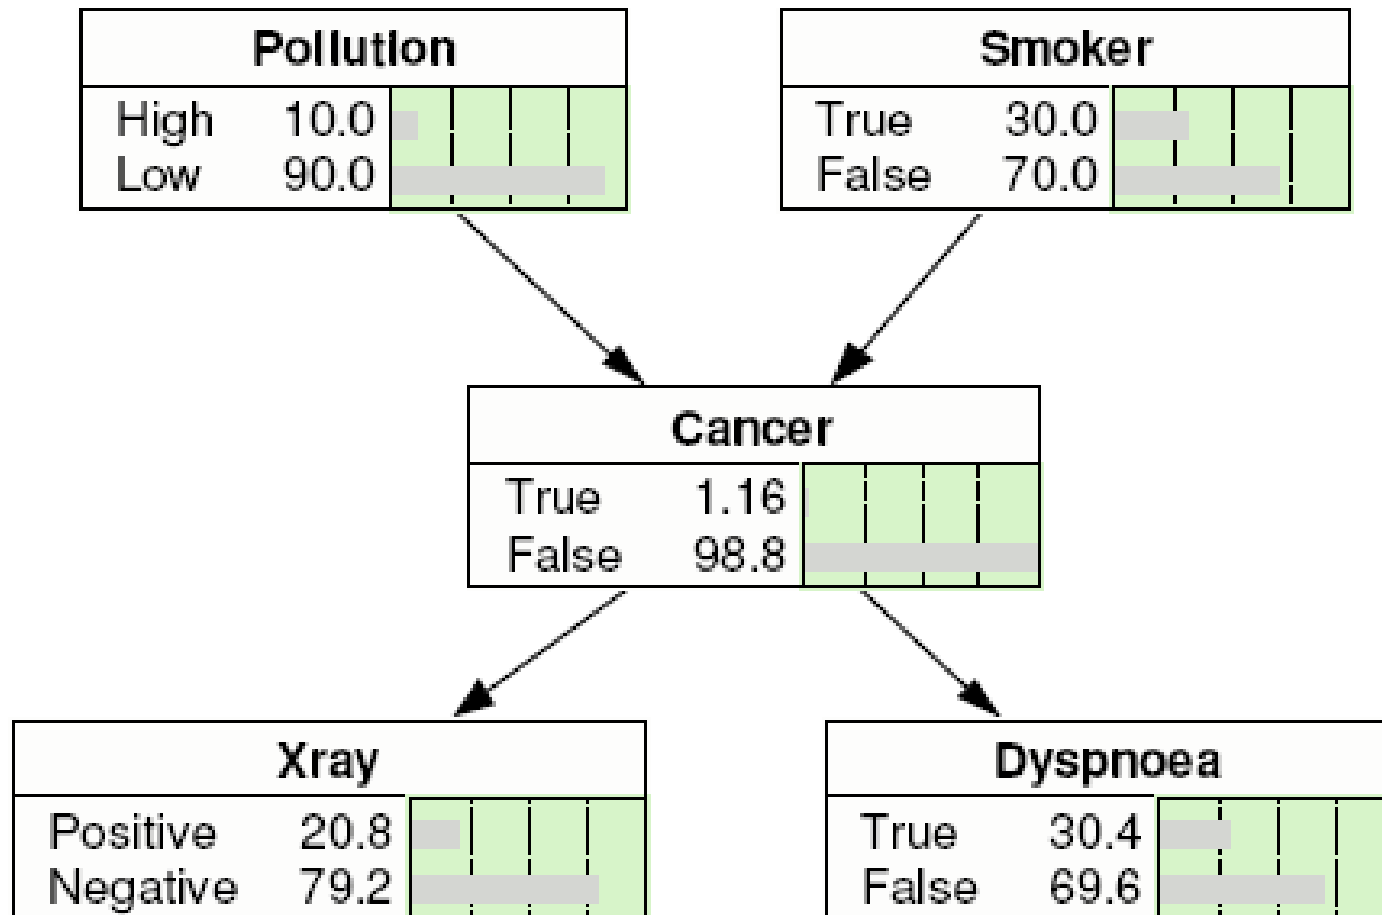 Pollution
High 10.0
Low 90.0
Smoker
True 30.0
False 70.0
Cancer
True 1.16
False 98.8
Xray
Positive 20.8
Negative 79.2
Dyspnoea
True 30.4
False 69.6